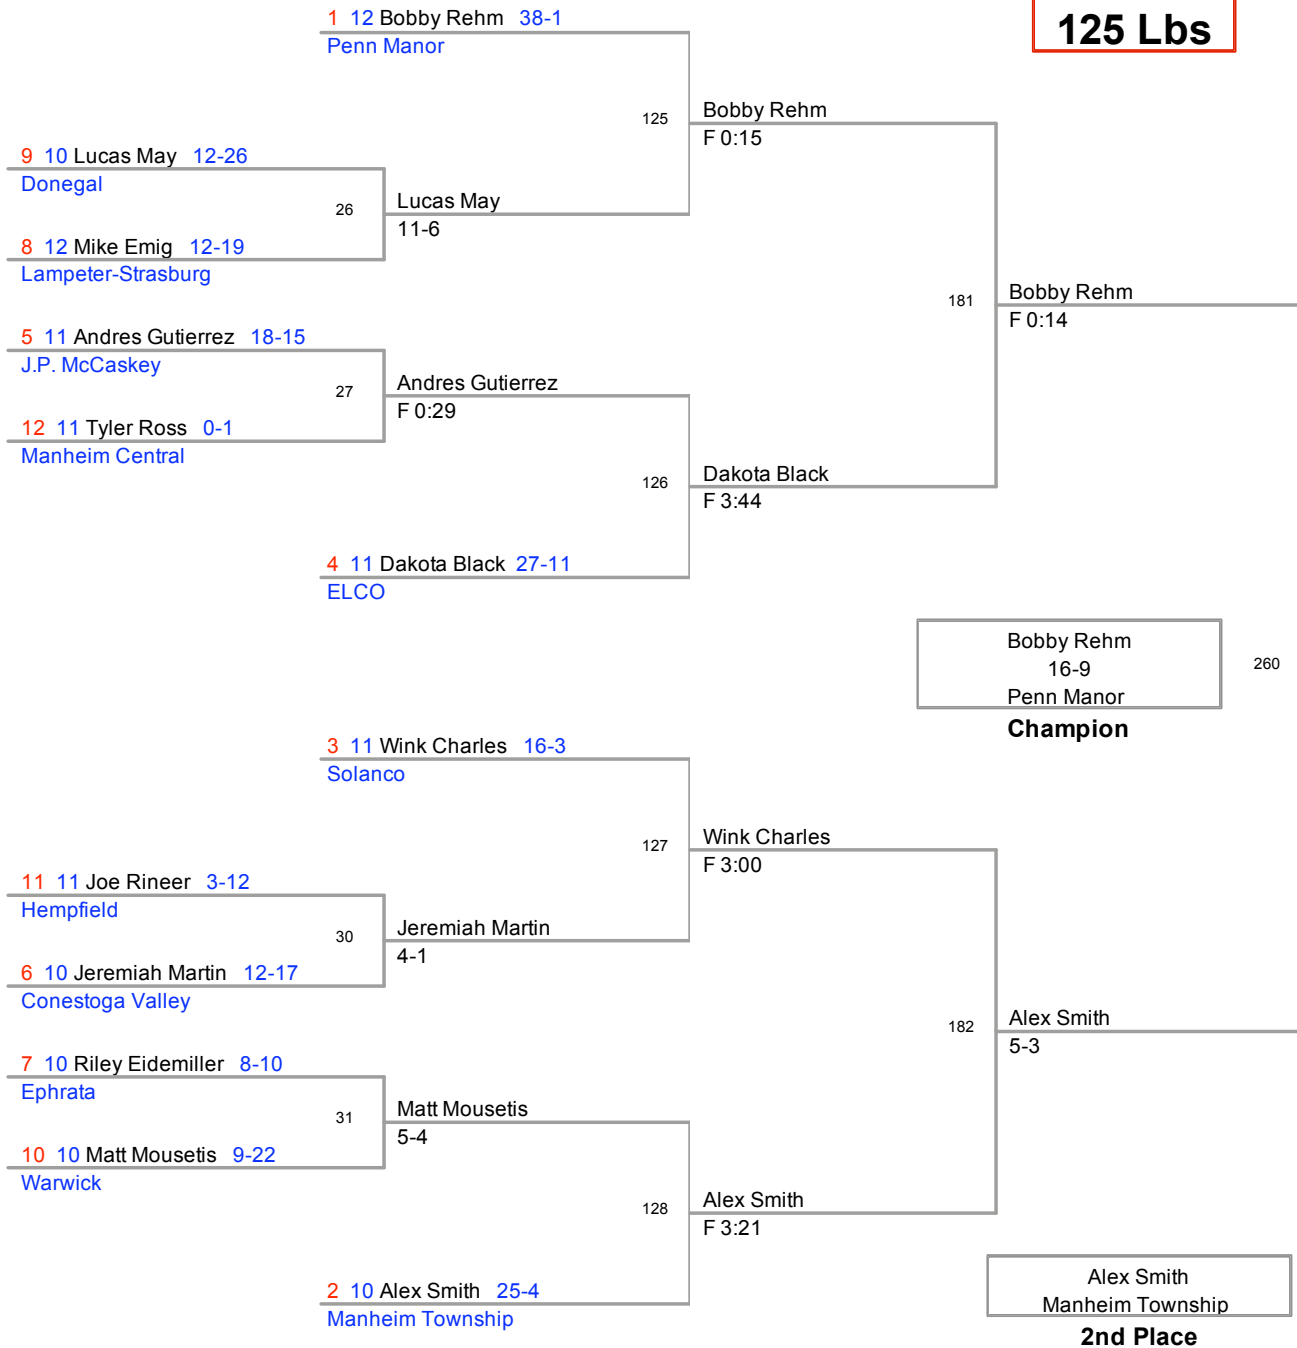 1 12 Bobby Rehm 38-1
Penn Manor
125 Lbs
125
Bobby Rehm
F 0:15
9 10 Lucas May 12-26
Donegal
26
Lucas May
11-6
8 12 Mike Emig 12-19
Lampeter-Strasburg
181
Bobby Rehm
F 0:14
5 11 Andres Gutierrez 18-15
J.P. McCaskey
27
Andres Gutierrez
F 0:29
12 11 Tyler Ross 0-1
Manheim Central
126
Dakota Black
F 3:44
4 11 Dakota Black 27-11
ELCO
Bobby Rehm
16-9
Penn Manor
Champion
260
3 11 Wink Charles 16-3
Solanco
127
Wink Charles
F 3:00
11 11 Joe Rineer 3-12
Hempfield
30
Jeremiah Martin
4-1
6 10 Jeremiah Martin 12-17
Conestoga Valley
182
Alex Smith
5-3
7 10 Riley Eidemiller 8-10
Ephrata
31
Matt Mousetis
5-4
10 10 Matt Mousetis 9-22
Warwick
128
Alex Smith
F 3:21
2 10 Alex Smith 25-4
Manheim Township
Alex Smith
Manheim Township
2nd Place